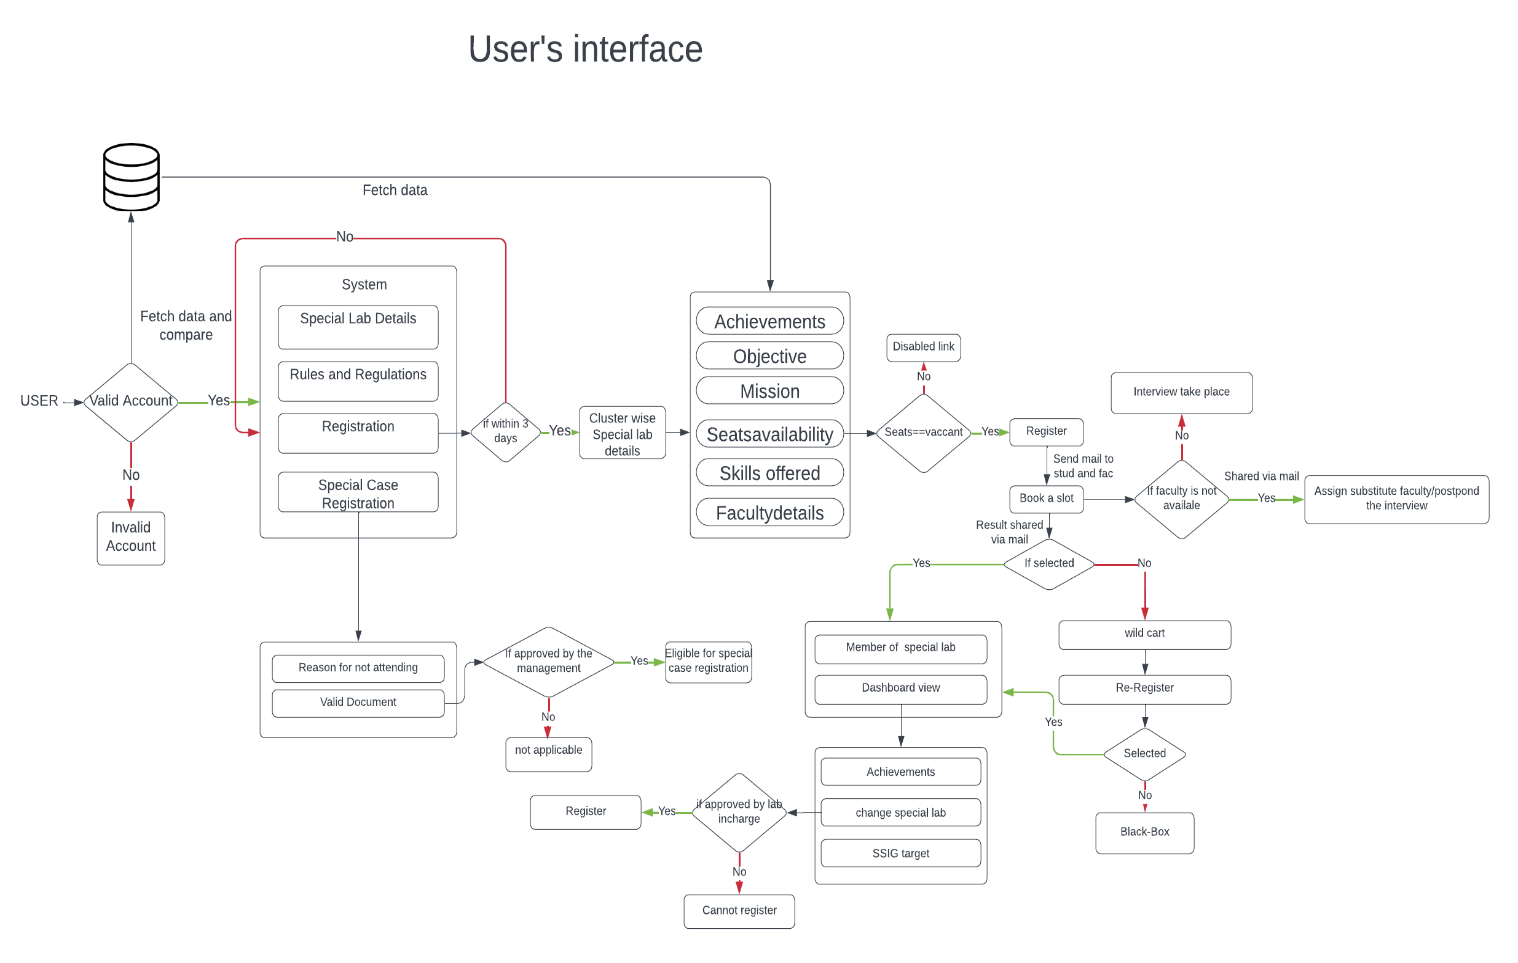 User's interface
Fetch data
No
System
Special Lab Details
Fetch data and
compare
Rules and Regulations
USER
Valid Account
Yes
Registration
if within 3
days
Yes
Cluster wise
Special lab
details
No
Special Case
Registration
Invalid
Account
Achievements
Objective
Mission
Seatsavailability
Skills offered
Facultydetails
Disabled link
No
Seats==vaccant
Yes
Register
Send mail to
stud and fac
Book a slot
Interview take place
No
If faculty is not
availale
Shared via mail
Yes
Assign substitute faculty/postpond
the interview
Result shared
via mail
If selected
Yes
No
Member of special lab
Dashboard view
wild cart
Re-Register
Yes
Selected
No
Black-Box
Reason for not attending
Valid Document
If approved by the
management
Yes
Eligible for special
case registration
No
not applicable
Achievements
change special lab
SSIG target
if approved by lab
incharge
Yes
Register
No
Cannot register